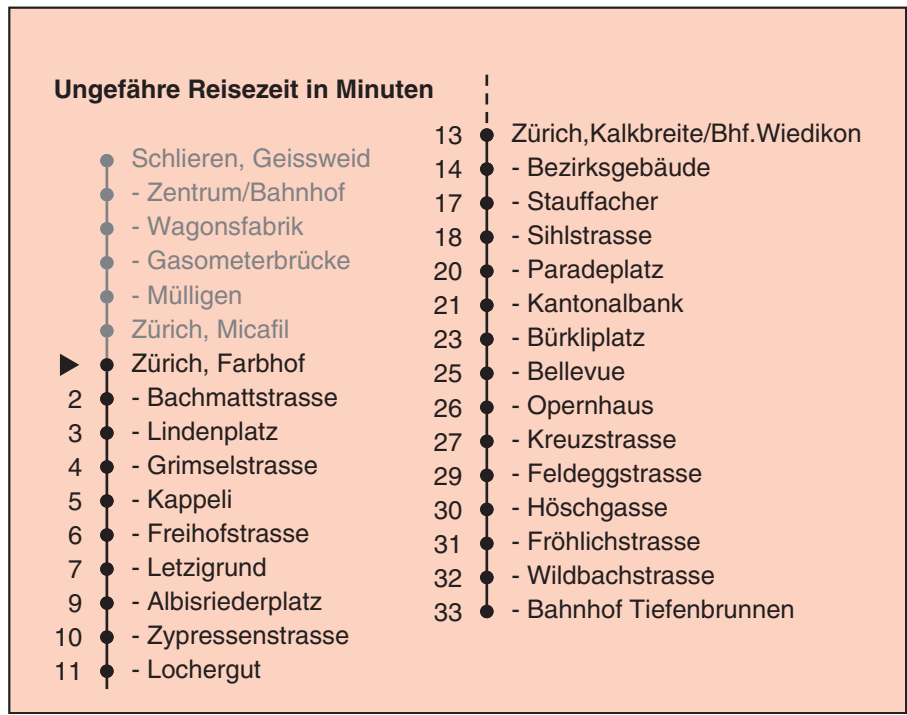 Ungefähre Reisezeit in Minuten
Schlieren, Geissweid
- Zentrum/Bahnhof
- Wagonsfabrik
- Gasometerbrücke
- Mülligen
Zürich, Micafil
Zürich, Farbhof
2 - Bachmattstrasse
3 - Lindenplatz
4 - Grimselstrasse
5 - Kappeli
6 - Freihofstrasse
7 - Letzigrund
9 - Albisriederplatz
10 - Zypressenstrasse
11 - Lochergut
13 Zürich,Kalkbreite/Bhf.Wiedikon
14 - Bezirksgebäude
17 - Stauffacher
18 - Sihlstrasse
20 - Paradeplatz
21 - Kantonalbank
23 - Bürkliplatz
25 - Bellevue
26 - Opernhaus
27 - Kreuzstrasse
29 - Feldeggstrasse
30 - Höschgasse
31 - Fröhlichstrasse
32 - Wildbachstrasse
33 - Bahnhof Tiefenbrunnen